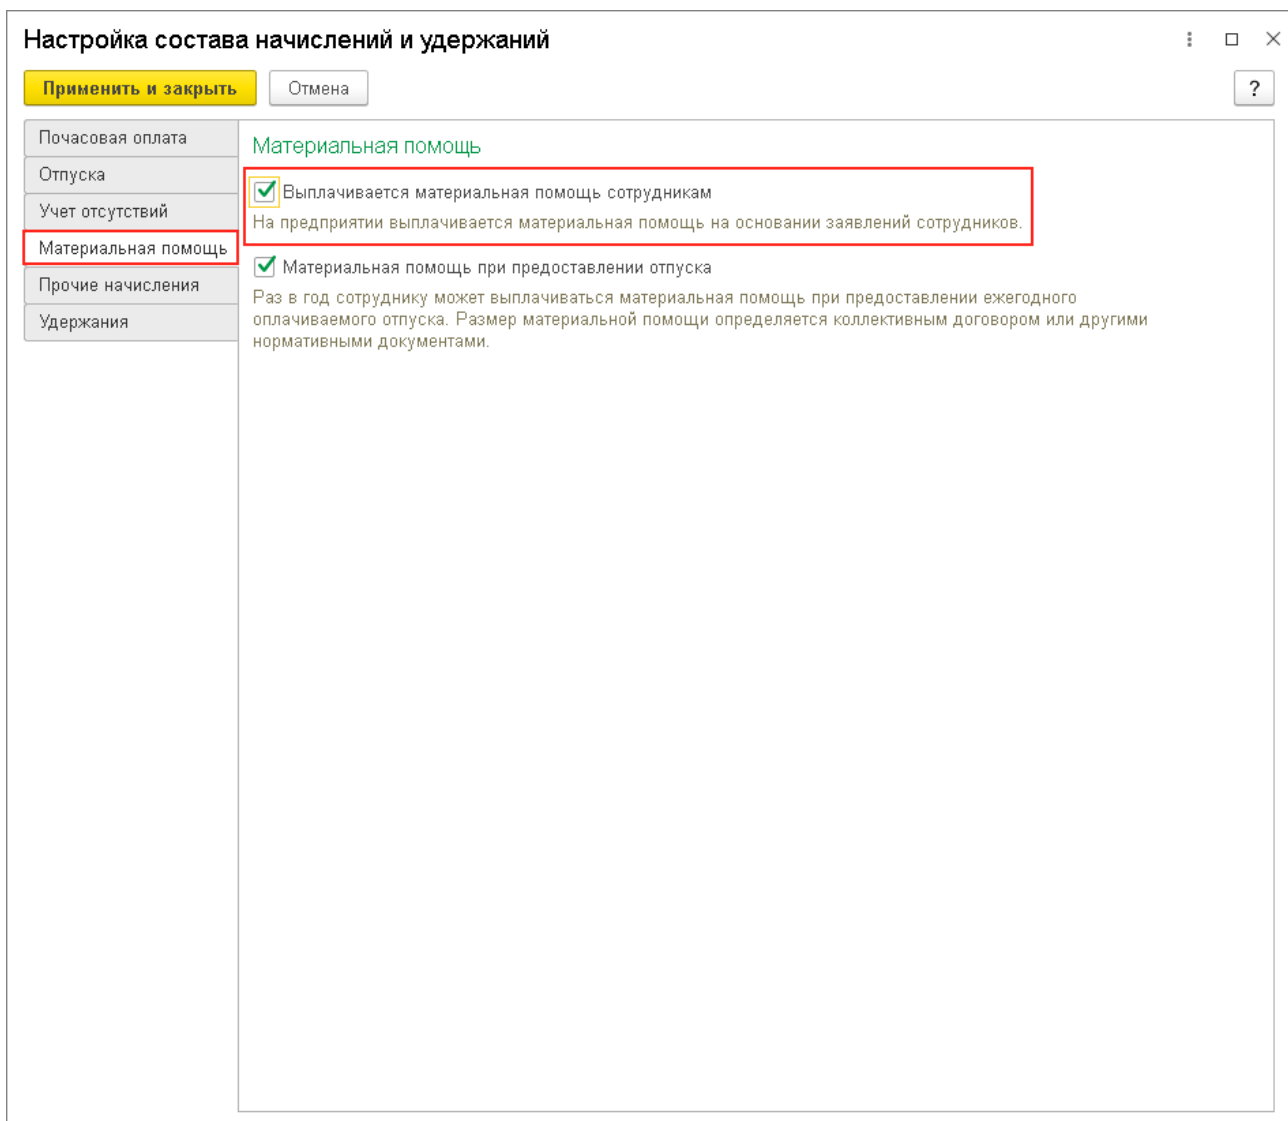 Настройка состава начислений и удержаний
Применить и закрыть
Отмена
?
Почасовая оплата
Отпуска
Учет отсутствий
Материальная помощь
Прочие начисления
Удержания
Материальная помощь
Выплачивается материальная помощь сотрудникам
На предприятии выплачивается материальная помощь на основании заявлений сотрудников.
Материальная помощь при предоставлении отпуска
Раз в год сотруднику может выплачиваться материальная помощь при предоставлении ежегодного
оплачиваемого отпуска. Размер материальной помощи определяется коллективным договором или другими
нормативными документами.